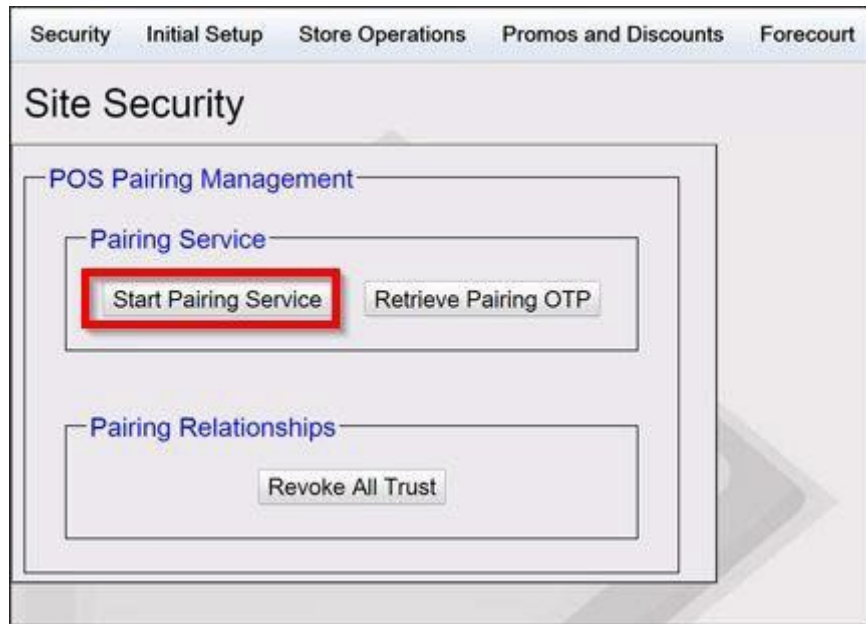 Security Initial Setup Store Operations Promos and Discounts Forecourt
Site Security
POS Pairing Management
Pairing Service
Start Pairing Service Retrieve Pairing OTP
Pairing Relationships
Revoke All Trust